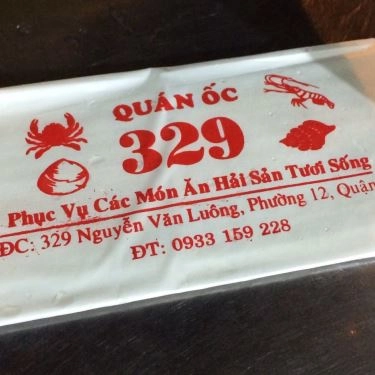 QUÁN ỐC
329
Phục Vụ Các Món Ăn Hải Sản Tươi Sống
ĐC: 329 Nguyễn Văn Luông, Phường 12, Quận
ĐT: 0933 159 228